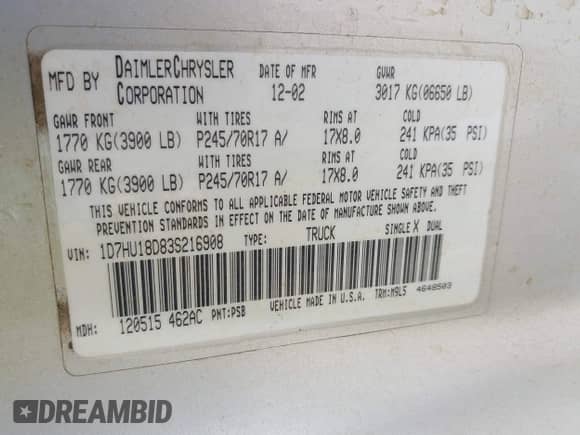 MFD BY DAIMLERCHRYSLER CORPORATION DATE OF MFR 12-02 GVWR 3017 KG(06650 LB)
GAWR FRONT WITH TIRES RIMS AT COLD
1770 KG(3900 LB) P245/70R17 A/ 17X8.0 241 KPA(35 PSI)
GAWR REAR WITH TIRES RIMS AT COLD
1770 KG(3900 LB) P245/70R17 A/ 17X8.0 241 KPA(35 PSI)
THIS VEHICLE CONFORMS TO ALL APPLICABLE FEDERAL MOTOR VEHICLE SAFETY AND THEFT
PREVENTION STANDARDS IN EFFECT ON THE DATE OF MANUFACTURE SHOWN ABOVE.
VIN: 1D7HU18D83S216908 TYPE: TRUCK SINGLE X DUAL
MDH: 120515 462AC PNT:PSB VEHICLE MADE IN U.S.A. TRM:M9L5 4648503
DREAMBID